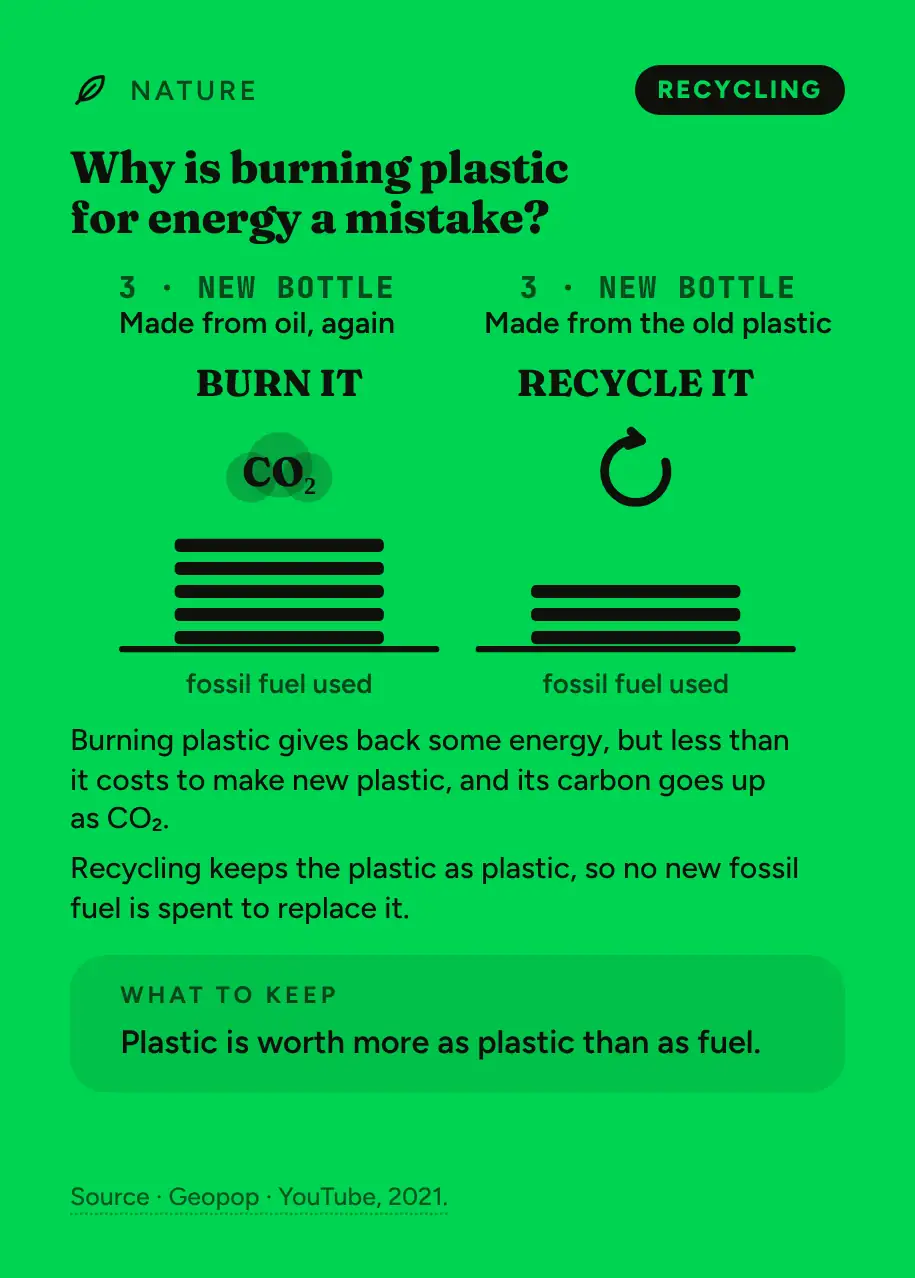 NATURE
RECYCLING
Why is burning plastic
for energy a mistake?
3 · NEW BOTTLE
Made from oil, again
3 · NEW BOTTLE
Made from the old plastic
BURN IT
RECYCLE IT
CO₂
fossil fuel used
fossil fuel used
Burning plastic gives back some energy, but less than
it costs to make new plastic, and its carbon goes up
as CO₂.
Recycling keeps the plastic as plastic, so no new fossil
fuel is spent to replace it.
WHAT TO KEEP
Plastic is worth more as plastic than as fuel.
Source · Geopop · YouTube, 2021.